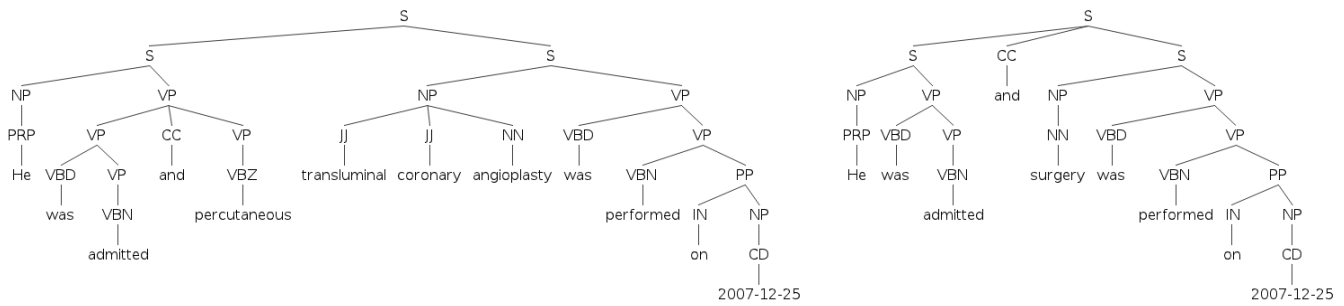 S S
S S S CC S
NP VP NP VP NP VP and NP VP
PRP VP CC VP JJ JJ NN VBD VP PRP VBD VP NN VBD VP
He VBD VP and VBZ transluminal coronary angioplasty was VBN PP He was VBN surgery was VBN PP
was VBN percutaneous performed IN NP admitted performed IN NP
admitted on CD on CD
2007-12-25 2007-12-25